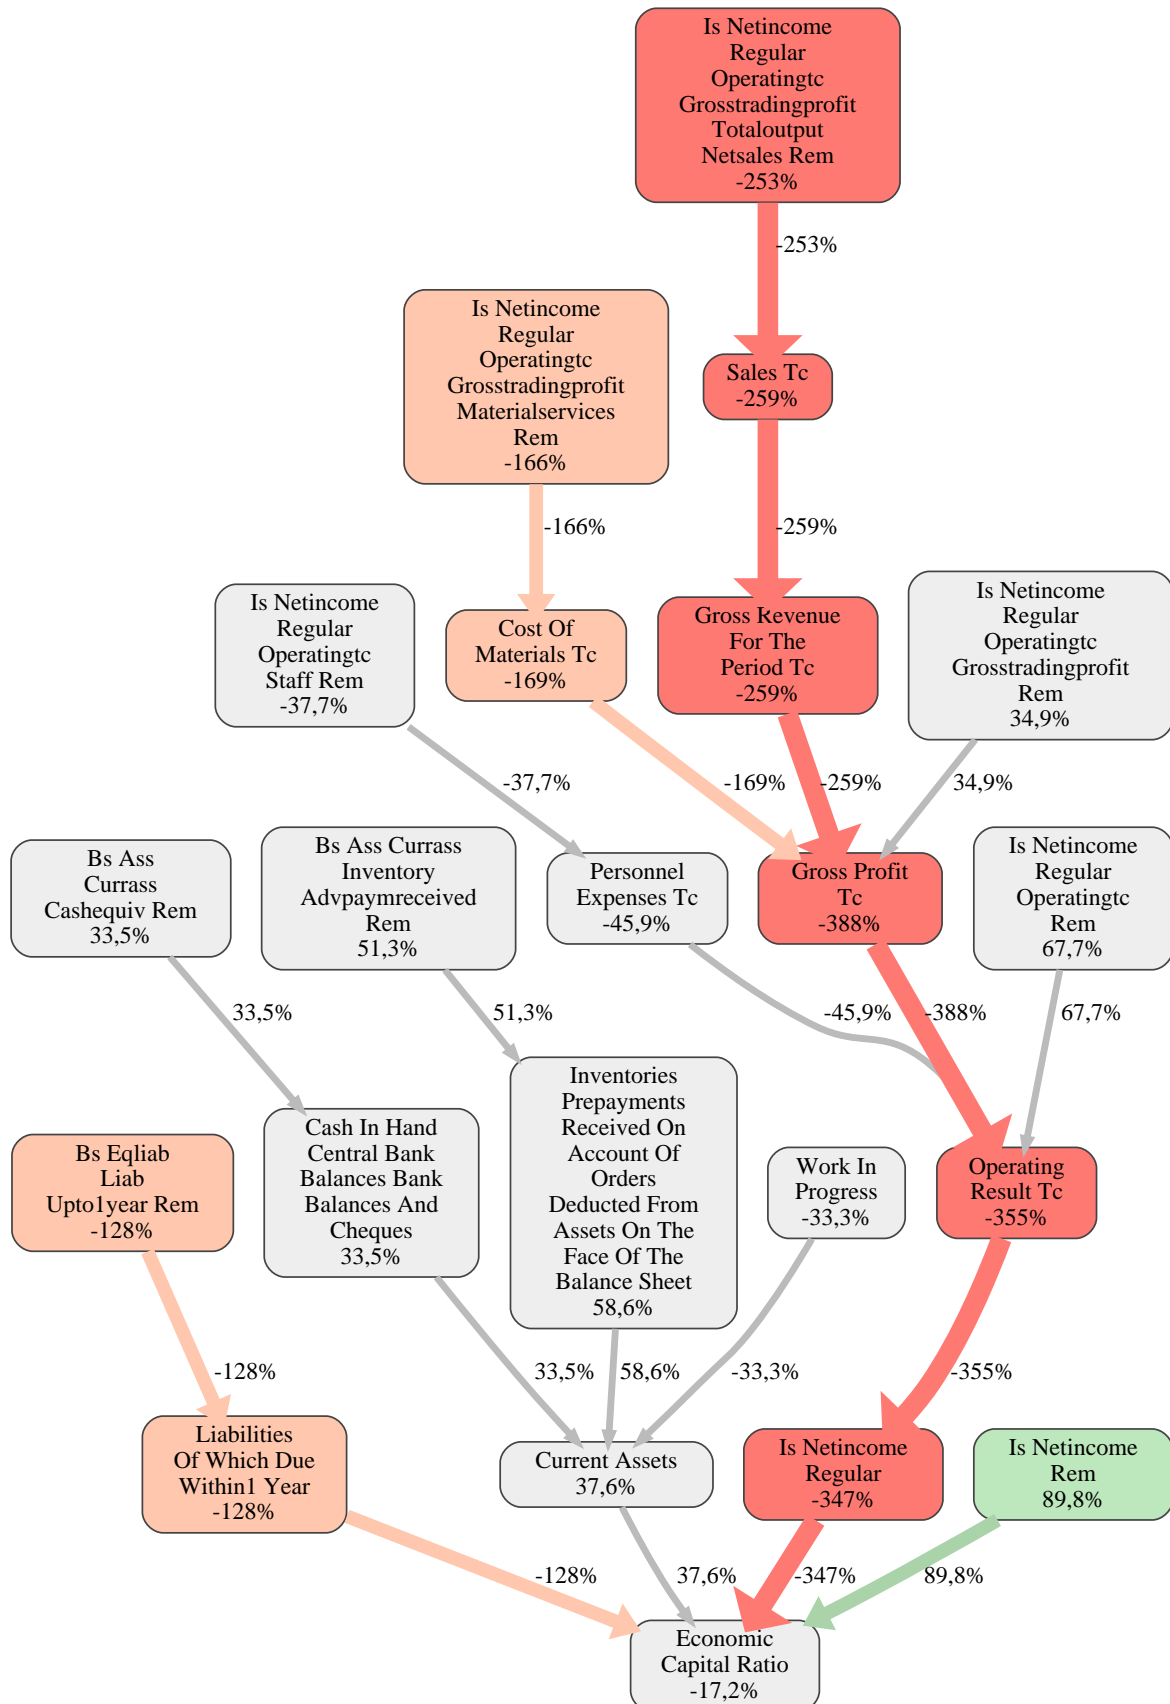 Is Netincome
Regular
Operatingtc
Grosstradingprofit
Totaloutput
Netsales Rem
-253%
-253%
Is Netincome
Regular
Operatingtc
Grosstradingprofit
Materialservices
Rem
-166%
Sales Tc
-259%
-166%
-259%
Is Netincome
Regular
Operatingtc
Staff Rem
-37,7%
Cost Of
Materials Tc
-169%
Gross Revenue
For The
Period Tc
-259%
Is Netincome
Regular
Operatingtc
Grosstradingprofit
Rem
34,9%
-37,7%
-169%
-259%
34,9%
Bs Ass
Currass
Cashequiv Rem
33,5%
Bs Ass Currass
Inventory
Advpaymreceived
Rem
51,3%
Personnel
Expenses Tc
-45,9%
Gross Profit
Tc
-388%
Is Netincome
Regular
Operatingtc
Rem
67,7%
33,5%
51,3%
-45,9%
-388%
67,7%
Bs Eqliab
Liab
Upto1year Rem
-128%
Cash In Hand
Central Bank
Balances Bank
Balances And
Cheques
33,5%
Inventories
Prepayments
Received On
Account Of
Orders
Deducted From
Assets On The
Face Of The
Balance Sheet
58,6%
Work In
Progress
-33,3%
Operating
Result Tc
-355%
-128%
33,5%
58,6%
-33,3%
-355%
Liabilities
Of Which Due
Within1 Year
-128%
Current Assets
37,6%
Is Netincome
Regular
-347%
Is Netincome
Rem
89,8%
-128%
37,6%
-347%
89,8%
Economic
Capital Ratio
-17,2%